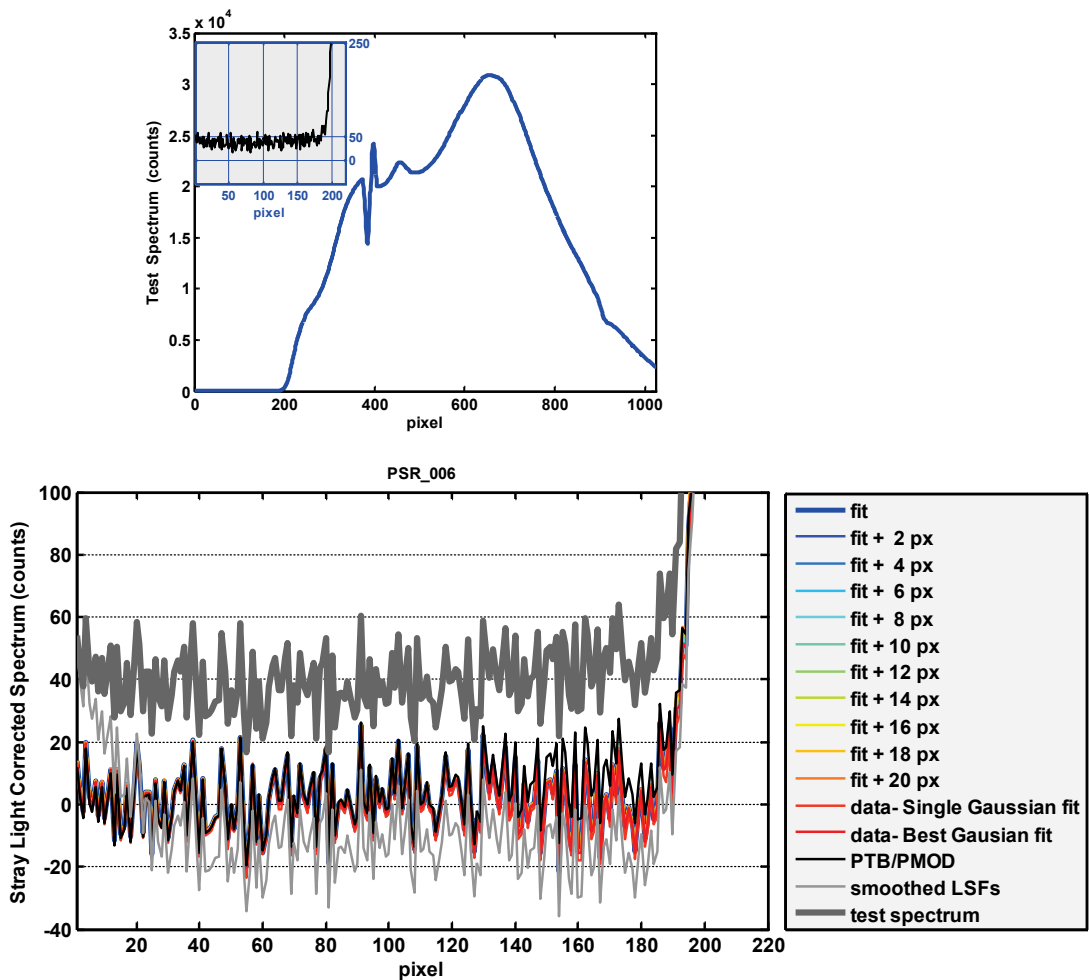 x 10^4
3.5
3
2.5
2
1.5
1
0.5
0
Test Spectrum (counts)
250
50
0
50 100 150 200
pixel
0 200 400 600 800 1000
pixel
PSR_006
100
80
60
40
20
0
-20
-40
Stray Light Corrected Spectrum (counts)
20 40 60 80 100 120 140 160 180 200 220
pixel
fit
fit + 2 px
fit + 4 px
fit + 6 px
fit + 8 px
fit + 10 px
fit + 12 px
fit + 14 px
fit + 16 px
fit + 18 px
fit + 20 px
data- Single Gaussian fit
data- Best Gausian fit
PTB/PMOD
smoothed LSFs
test spectrum